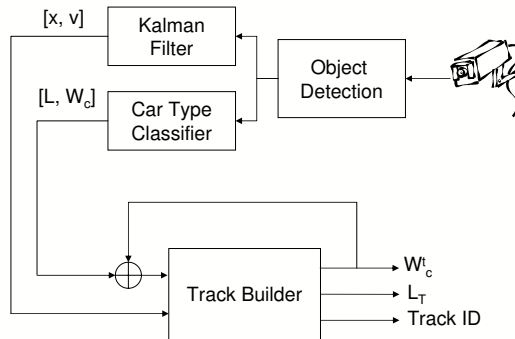 [x, v]
Kalman
Filter
Object
Detection
[L, W_c]
Car Type
Classifier
Track Builder
W^t_c
L_T
Track ID